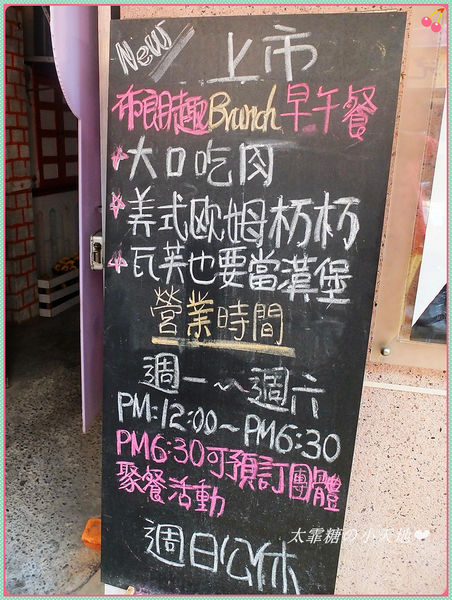 New/上市
布朗趣Brunch早午餐
大口吃肉
美式歐姆杤杤
瓦芙也要當漢堡
營業時間
週一~週六
PM:12:00~PM6:30
PM6:30可預訂團體
聚餐活動
週日公休
太霏糖の小天地❤